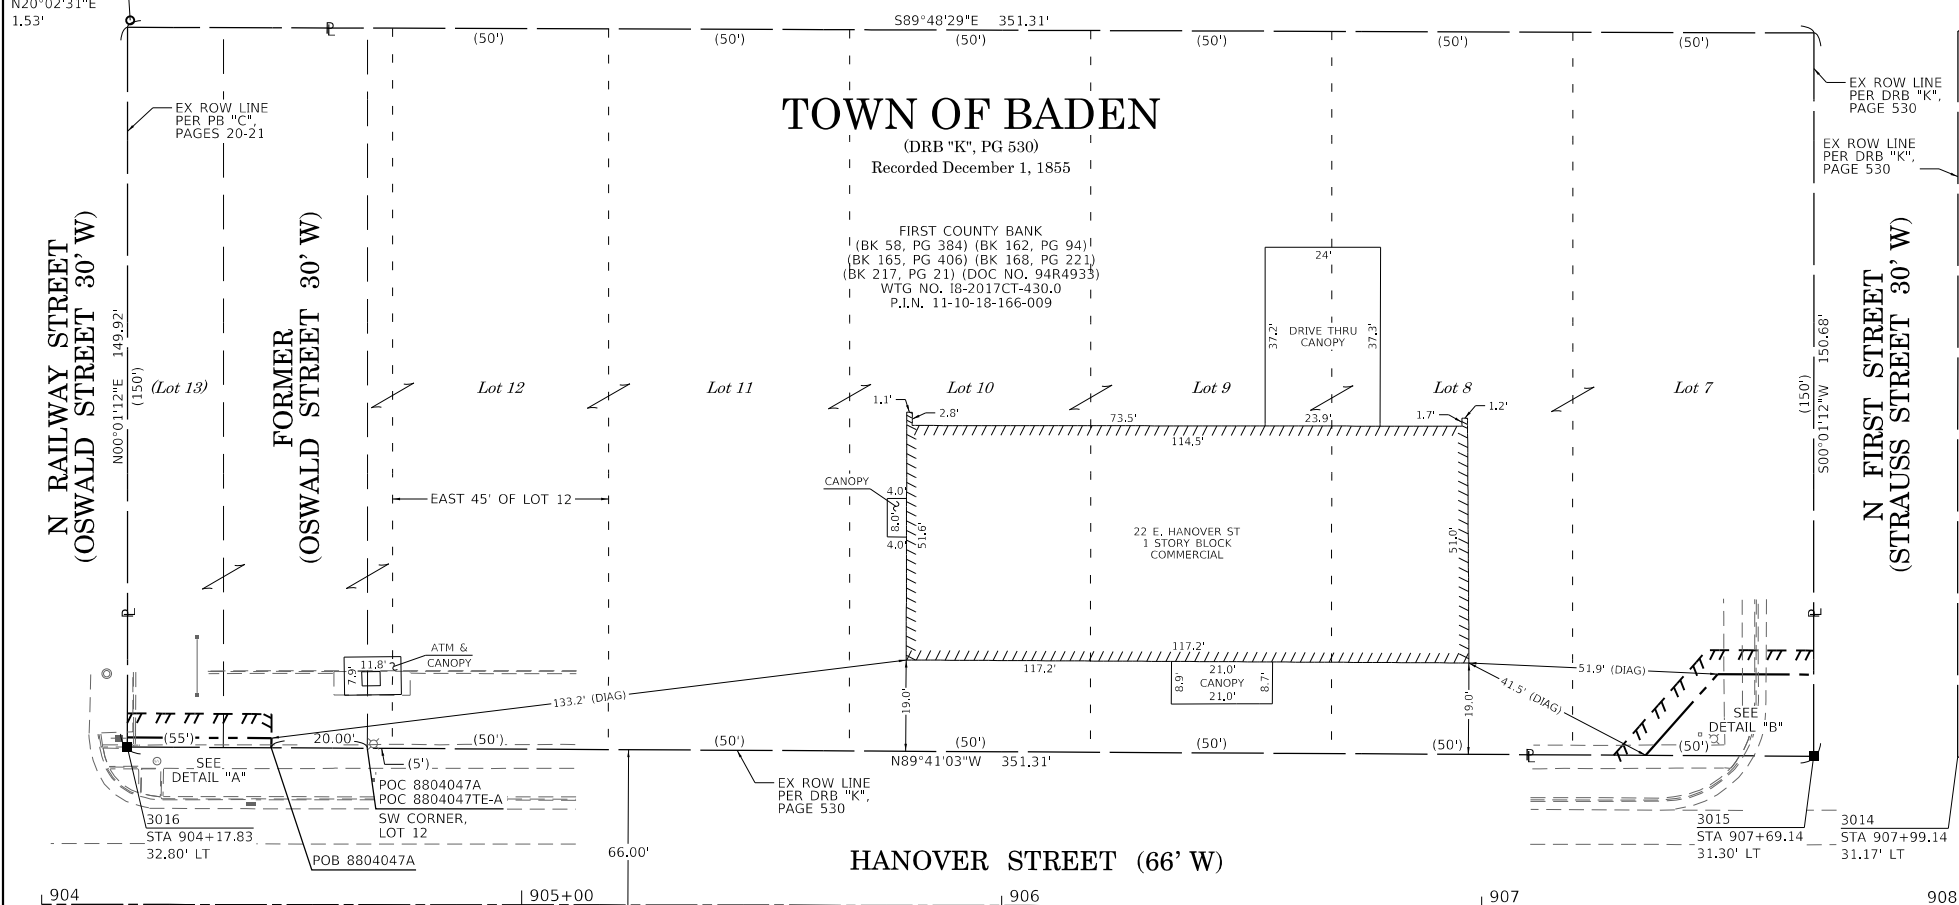 N20°02'31"E
1.53'
S89°48'29"E 351.31'
(50')
(50')
(50')
(50')
(50')
(50')
EX ROW LINE
PER PB "C",
PAGES 20-21
TOWN OF BADEN
(DRB "K", PG 530)
Recorded December 1, 1855
EX ROW LINE
PER DRB "K",
PAGE 530
EX ROW LINE
PER DRB "K",
PAGE 530
FIRST COUNTY BANK
(BK 58, PG 384) (BK 162, PG 94)
(BK 165, PG 406) (BK 168, PG 221)
(BK 217, PG 21) (DOC NO. 94R4933)
WTG NO. I8-2017CT-430.0
P.I.N. 11-10-18-166-009
N RAILWAY STREET
(OSWALD STREET 30' W)
N00°01'12"E 149.92'
(150')
FORMER
(OSWALD STREET 30' W)
24'
37.2'
DRIVE THRU
CANOPY
37.3'
(150')
S00°01'12"W 150.68'
N FIRST STREET
(STRAUSS STREET 30' W)
(Lot 13)
Lot 12
Lot 11
Lot 10
Lot 9
Lot 8
Lot 7
1.1'
2.8'
73.5'
23.9'
1.7'
1.2'
114.5'
EAST 45' OF LOT 12
CANOPY
4.0'
8.0'
4.0'
51.6'
22 E. HANOVER ST
1 STORY BLOCK
COMMERCIAL
51.0'
ATM &
CANOPY
11.8'
7.9'
117.2'
117.2'
21.0'
8.9'
CANOPY
8.7'
21.0'
133.2' (DIAG)
51.9' (DIAG)
41.5' (DIAG)
19.0'
19.0'
SEE
DETAIL "B"
(55')
20.00'
(50')
(50')
(50')
(50')
(50')
(50')
SEE
DETAIL "A"
(5')
N89°41'03"W 351.31'
POC 8804047A
POC 8804047TE-A
SW CORNER,
LOT 12
EX ROW LINE
PER DRB "K",
PAGE 530
3016
STA 904+17.83
32.80' LT
POB 8804047A
66.00'
HANOVER STREET (66' W)
3015
STA 907+69.14
31.30' LT
3014
STA 907+99.14
31.17' LT
904
905+00
906
907
908